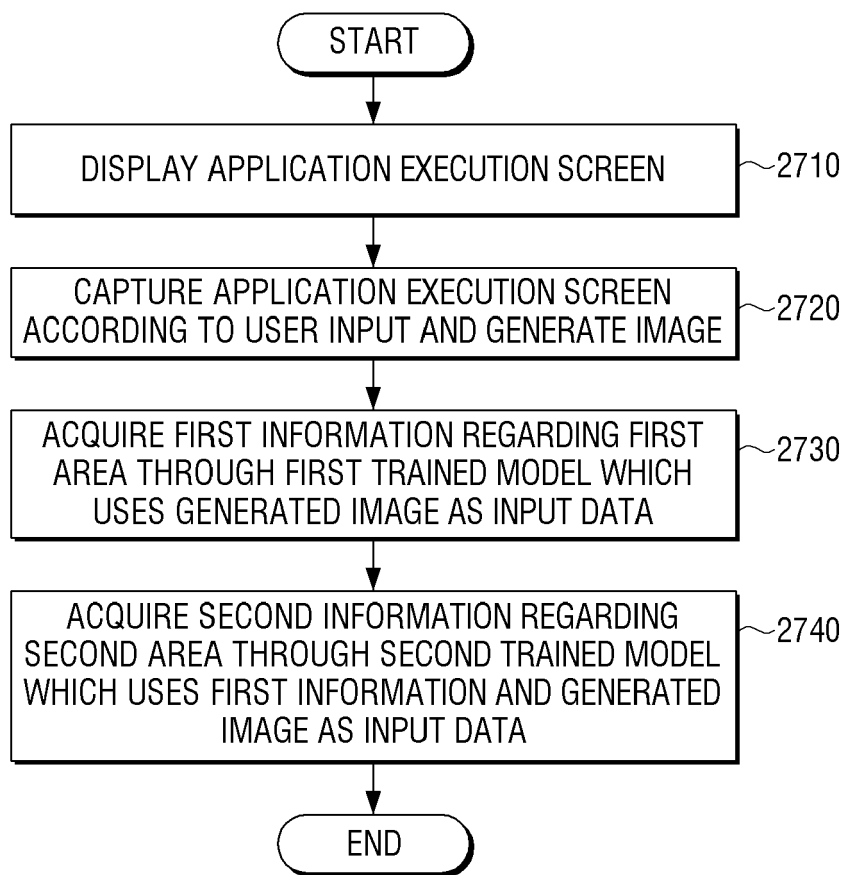 START
DISPLAY APPLICATION EXECUTION SCREEN
2710
CAPTURE APPLICATION EXECUTION SCREEN
ACCORDING TO USER INPUT AND GENERATE IMAGE
2720
ACQUIRE FIRST INFORMATION REGARDING FIRST
AREA THROUGH FIRST TRAINED MODEL WHICH
USES GENERATED IMAGE AS INPUT DATA
2730
ACQUIRE SECOND INFORMATION REGARDING
SECOND AREA THROUGH SECOND TRAINED MODEL
WHICH USES FIRST INFORMATION AND GENERATED
IMAGE AS INPUT DATA
2740
END